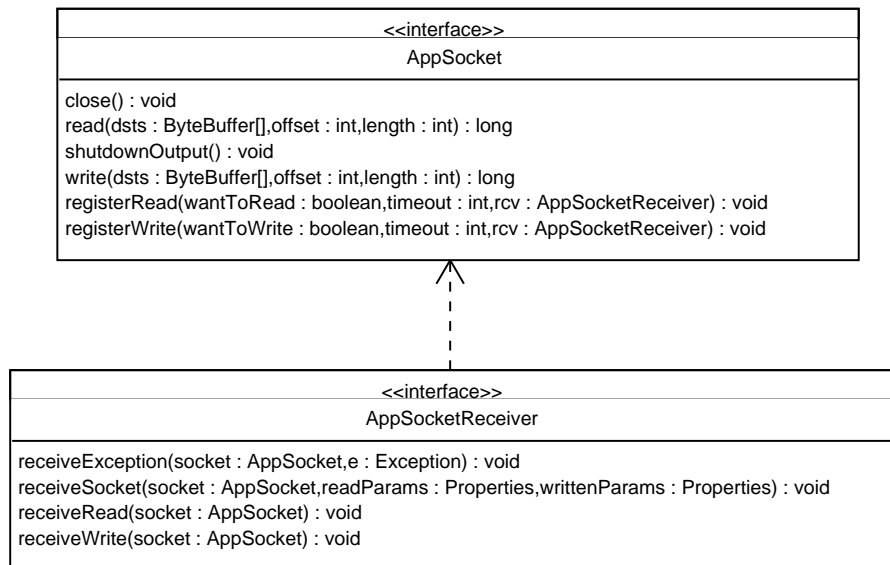 <<interface>>
AppSocket
close() : void
read(dsts : ByteBuffer[],offset : int,length : int) : long
shutdownOutput() : void
write(dsts : ByteBuffer[],offset : int,length : int) : long
registerRead(wantToRead : boolean,timeout : int,rcv : AppSocketReceiver) : void
registerWrite(wantToWrite : boolean,timeout : int,rcv : AppSocketReceiver) : void
<<interface>>
AppSocketReceiver
receiveException(socket : AppSocket,e : Exception) : void
receiveSocket(socket : AppSocket,readParams : Properties,writtenParams : Properties) : void
receiveRead(socket : AppSocket) : void
receiveWrite(socket : AppSocket) : void